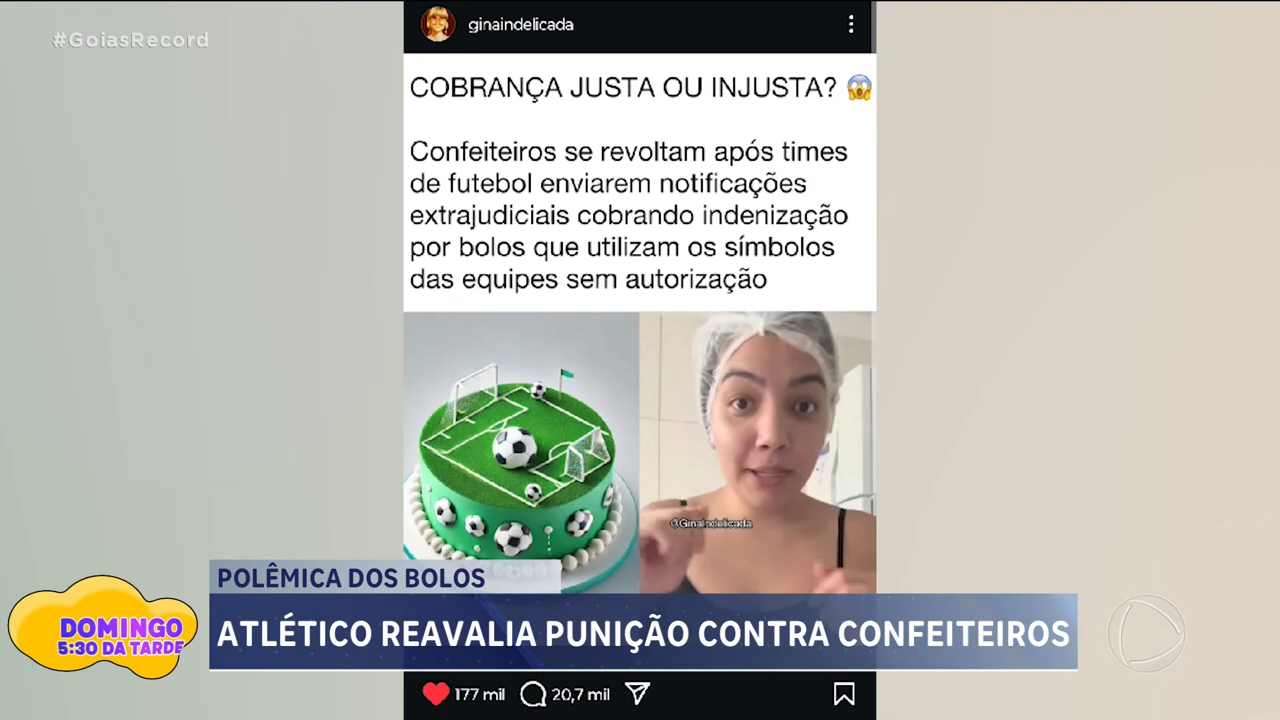 #GoiasRecord
ginaindelicada
COBRANÇA JUSTA OU INJUSTA? 😱
Confeiteiros se revoltam após times
de futebol enviarem notificações
extrajudiciais cobrando indenização
por bolos que utilizam os símbolos
das equipes sem autorização
@Ginaindelicada
POLÊMICA DOS BOLOS
ATLÉTICO REAVALIA PUNIÇÃO CONTRA CONFEITEIROS
DOMINGO
5:30 DA TARDE
177 mil 20,7 mil